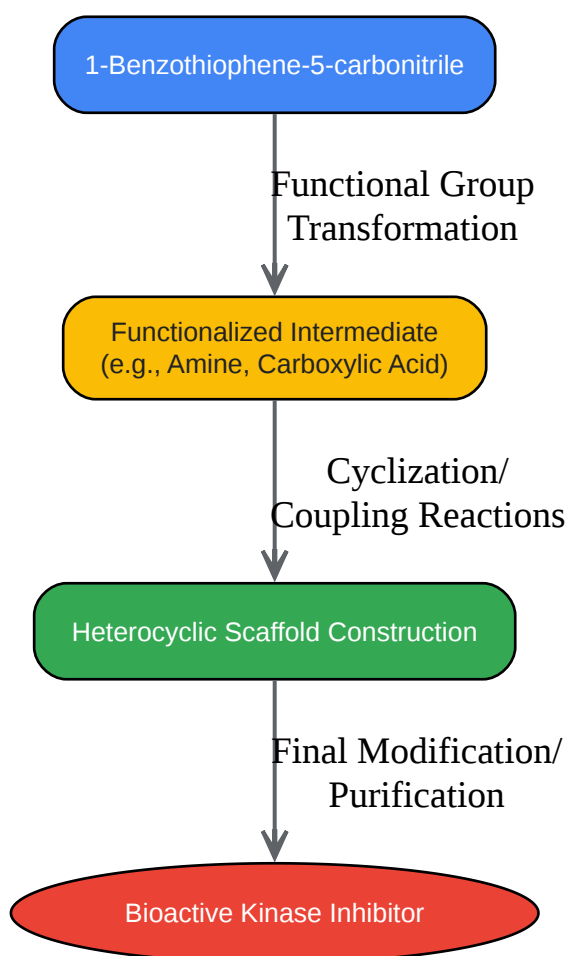 1-Benzothiophene-5-carbonitrile
Functional Group
Transformation
Functionalized Intermediate
(e.g., Amine, Carboxylic Acid)
Cyclization/
Coupling Reactions
Heterocyclic Scaffold Construction
Final Modification/
Purification
Bioactive Kinase Inhibitor